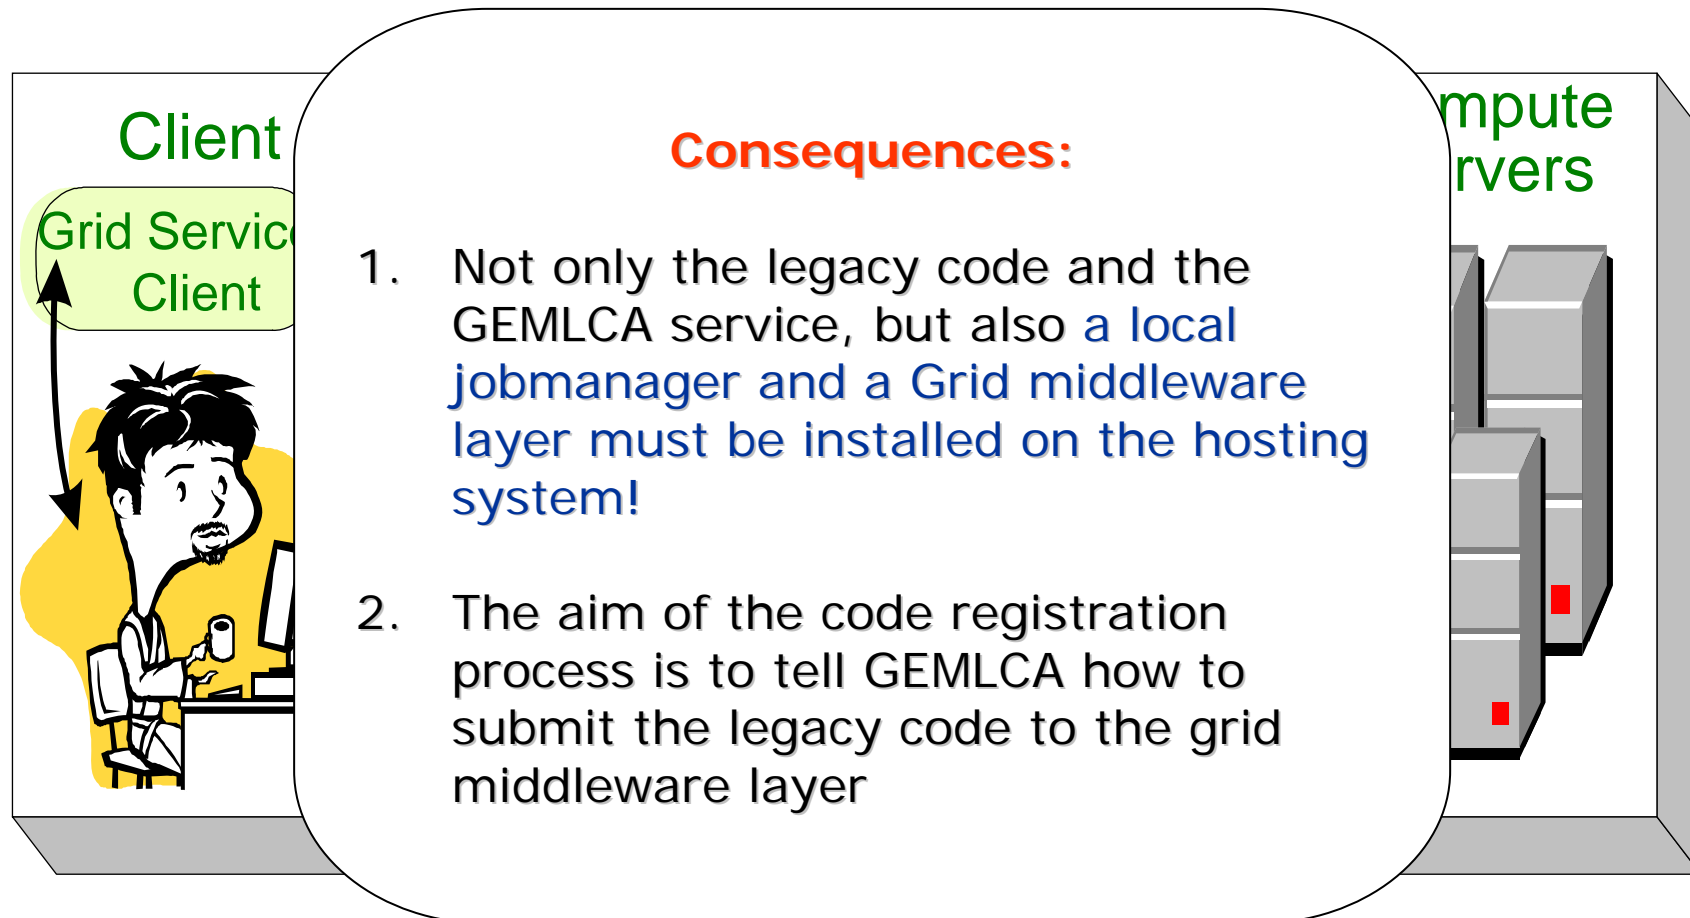 Client
Grid Service
Client
Consequences:
1. Not only the legacy code and the
GEMLCA service, but also a local
jobmanager and a Grid middleware
layer must be installed on the hosting
system!
2. The aim of the code registration
process is to tell GEMLCA how to
submit the legacy code to the grid
middleware layer
mpute
rvers